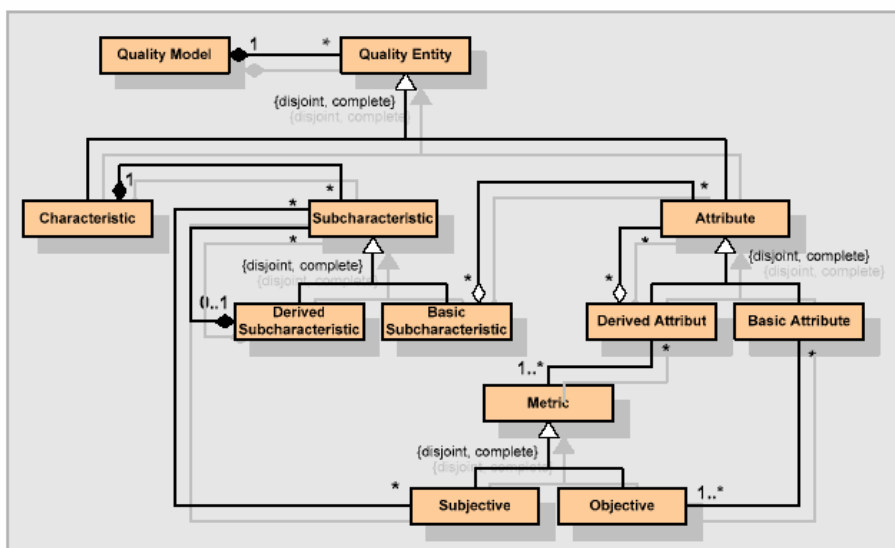 Quality Model
1
*
Quality Entity
{disjoint, complete}
{disjoint, complete}
1
*
*
*
Characteristic
Subcharacteristic
Attribute
*
*
*
{disjoint, complete}
{disjoint, complete}
{disjoint, complete}
{disjoint, complete}
*
*
0..1
Derived
Subcharacteristic
Basic
Subcharacteristic
Derived Attribut
Basic Attribute
*
*
1..*
Metric
{disjoint, complete}
{disjoint, complete}
*
Subjective
Objective
1..*